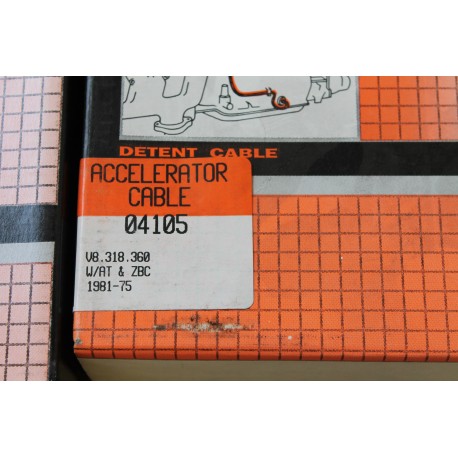 DETENT CABLE
ACCELERATOR
CABLE
04105
V8.318.360
W/AT & ZBC
1981-75